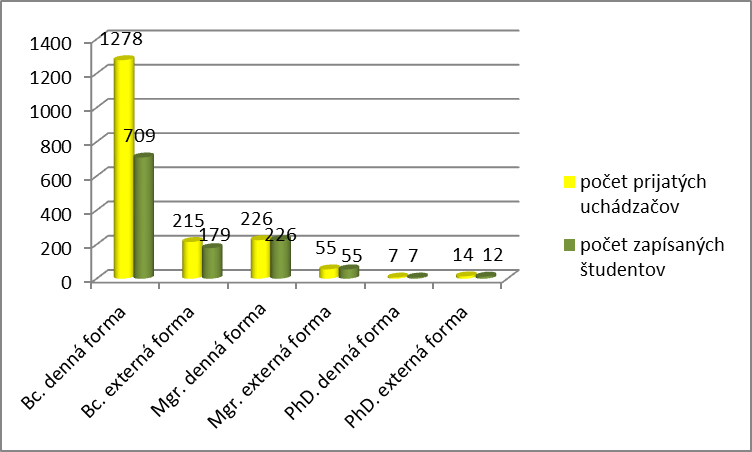 1400
1200
1000
800
600
400
200
0
1278
709
215
179
226
226
55
55
7
7
14
12
Bc. denná forma
Bc. externá forma
Mgr. denná forma
Mgr. externá forma
PhD. denná forma
PhD. externá forma
počet prijatých
uchádzačov
počet zapísaných
študentov